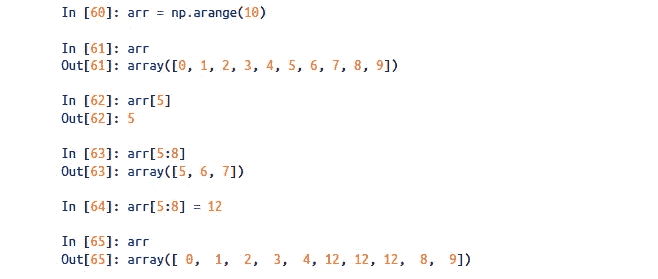 In [60]: arr = np.arange(10)
In [61]: arr
Out[61]: array([0, 1, 2, 3, 4, 5, 6, 7, 8, 9])
In [62]: arr[5]
Out[62]: 5
In [63]: arr[5:8]
Out[63]: array([5, 6, 7])
In [64]: arr[5:8] = 12
In [65]: arr
Out[65]: array([ 0,  1,  2,  3,  4, 12, 12, 12,  8,  9])